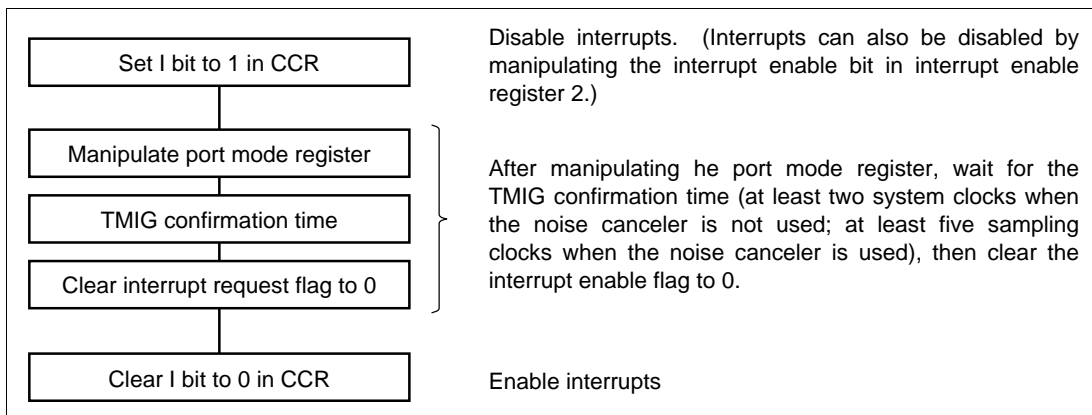 Set I bit to 1 in CCR
Disable interrupts. (Interrupts can also be disabled by
manipulating the interrupt enable bit in interrupt enable
register 2.)
Manipulate port mode register
TMIG confirmation time
Clear interrupt request flag to 0
After manipulating he port mode register, wait for the
TMIG confirmation time (at least two system clocks when
the noise canceler is not used; at least five sampling
clocks when the noise canceler is used), then clear the
interrupt enable flag to 0.
Clear I bit to 0 in CCR
Enable interrupts